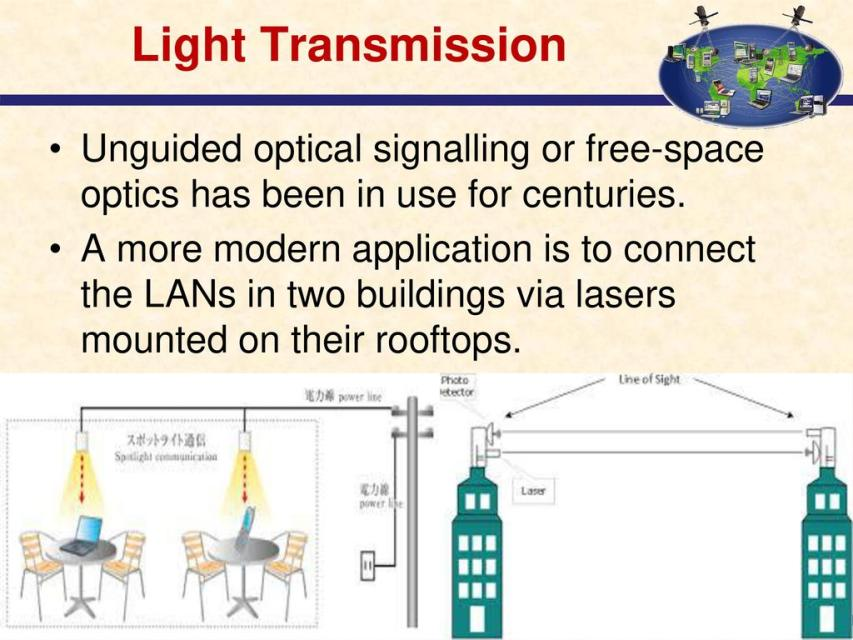 Light Transmission
• Unguided optical signalling or free-space
optics has been in use for centuries.
• A more modern application is to connect
the LANs in two buildings via lasers
mounted on their rooftops.
電力線 power line
スポットライト通信
Spotlight communication
電力線
power line
Photo
etector
Line of Sight
Laser